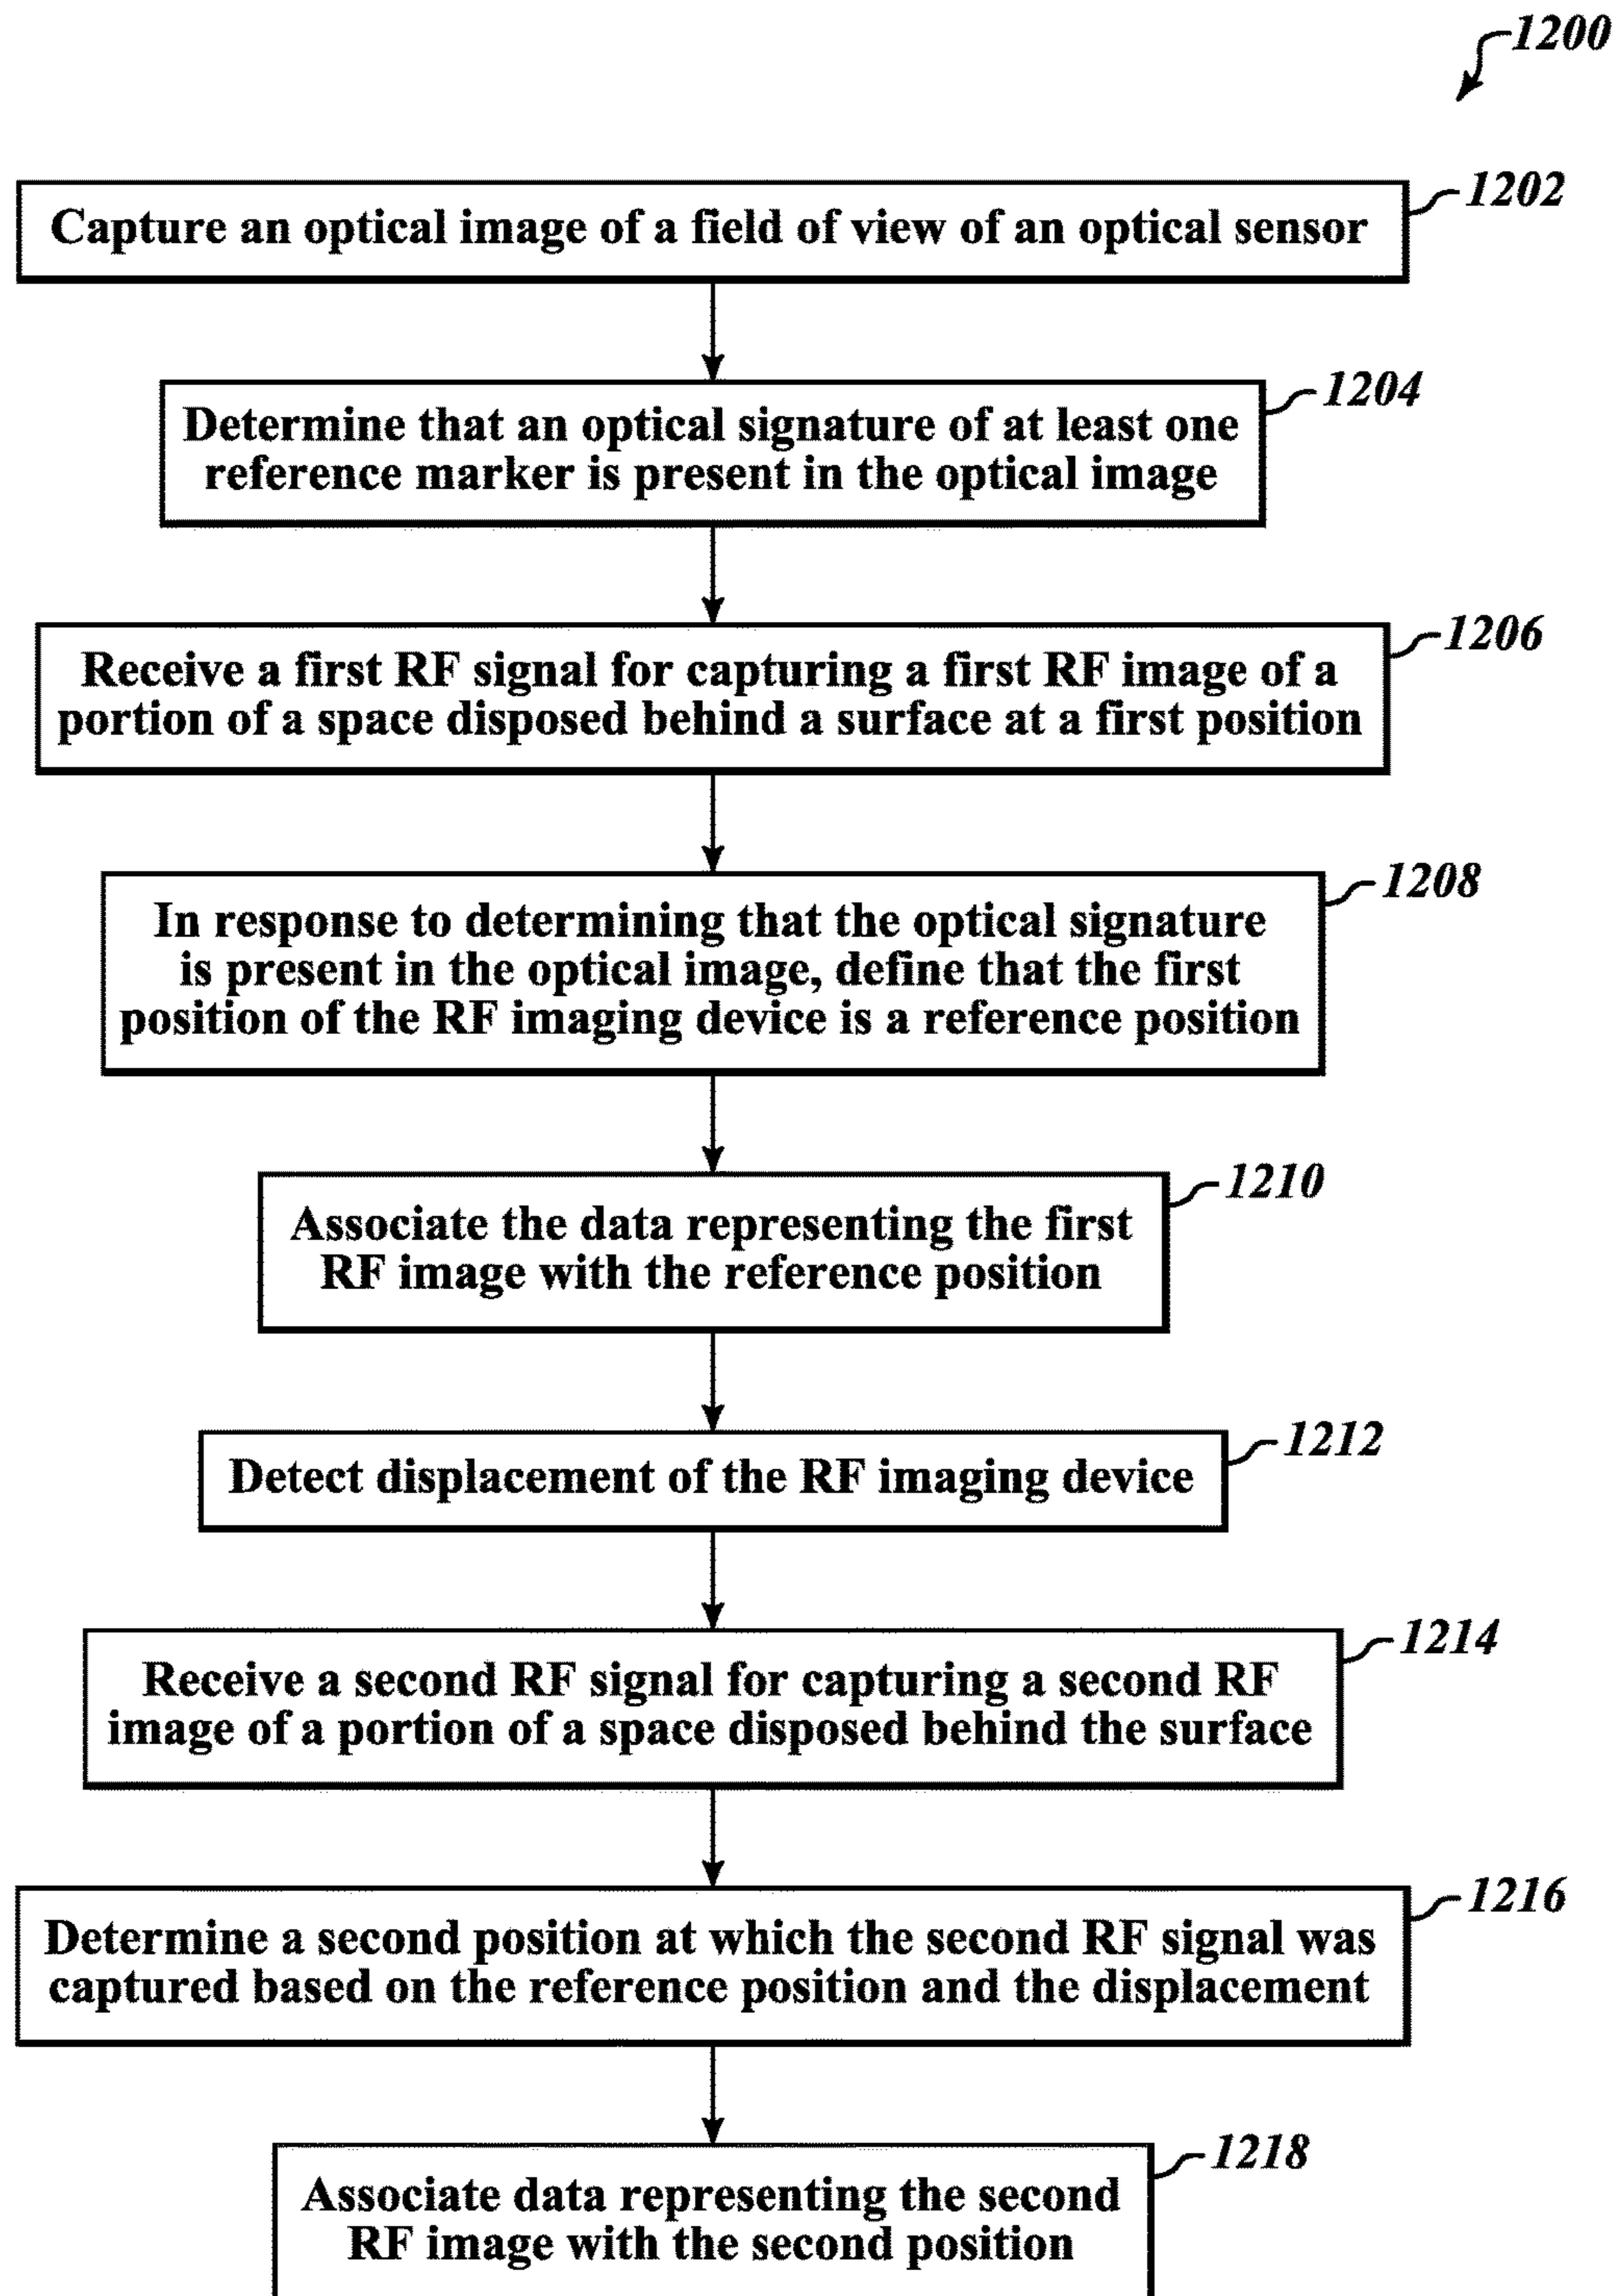 1200
1202
Capture an optical image of a field of view of an optical sensor
1204
Determine that an optical signature of at least one
reference marker is present in the optical image
1206
Receive a first RF signal for capturing a first RF image of a
portion of a space disposed behind a surface at a first position
1208
In response to determining that the optical signature
is present in the optical image, define that the first
position of the RF imaging device is a reference position
1210
Associate the data representing the first
RF image with the reference position
1212
Detect displacement of the RF imaging device
1214
Receive a second RF signal for capturing a second RF
image of a portion of a space disposed behind the surface
1216
Determine a second position at which the second RF signal was
captured based on the reference position and the displacement
1218
Associate data representing the second
RF image with the second position